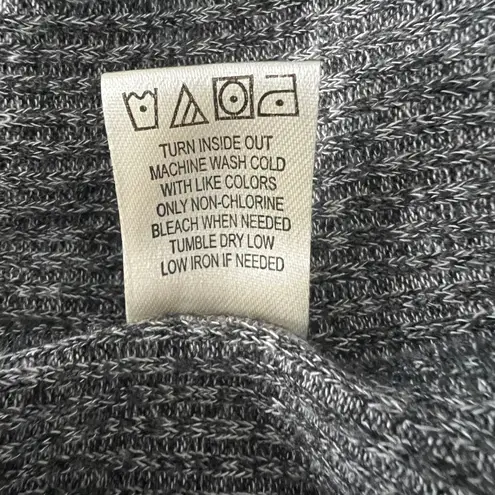 TURN INSIDE OUT
MACHINE WASH COLD
WITH LIKE COLORS
ONLY NON-CHLORINE
BLEACH WHEN NEEDED
TUMBLE DRY LOW
LOW IRON IF NEEDED